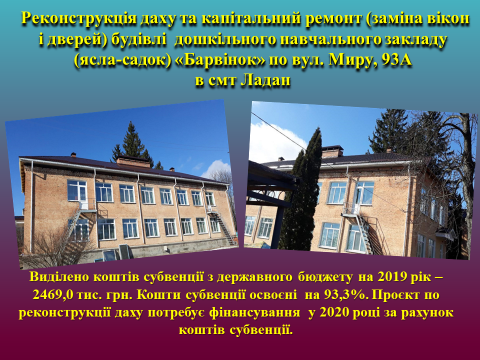 Реконструкція даху та капітальний ремонт (заміна вікон
і дверей) будівлі дошкільного навчального закладу
(ясла-садок) «Барвінок» по вул. Миру, 93А
в смт Ладан
Виділено коштів субвенції з державного бюджету на 2019 рік –
2469,0 тис. грн. Кошти субвенції освоєні на 93,3%. Проєкт по
реконструкції даху потребує фінансування у 2020 році за рахунок
коштів субвенції.